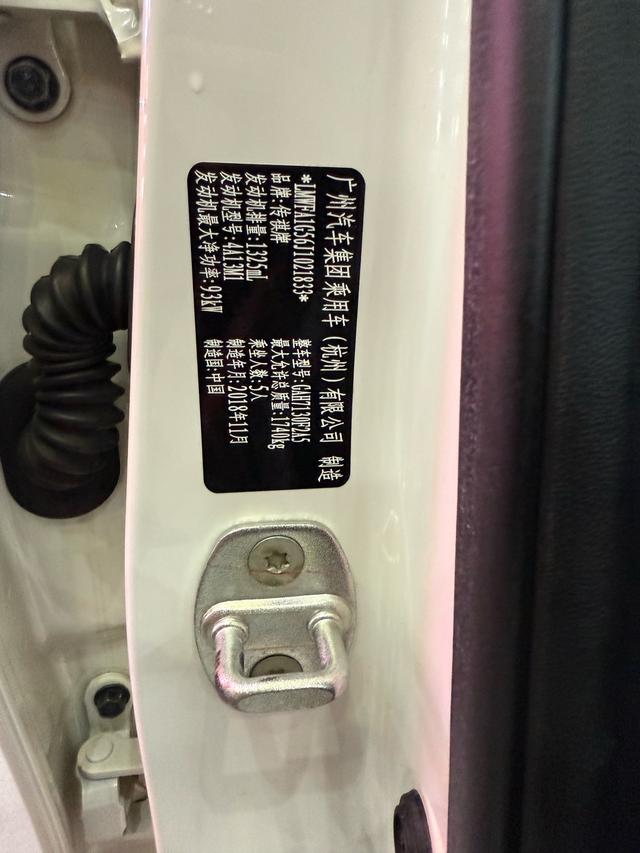 广州汽车集团乘用车（杭州）有限公司 制造
*LMWFA1G56J1021833*
品牌:传祺牌 整车型号:GAM7130F2A5
发动机排量:1325mL 最大允许总质量:1740kg
发动机型号:4A13M1 乘坐人数:5人
发动机最大净功率:93kW 制造年月:2018年11月
制造国:中国